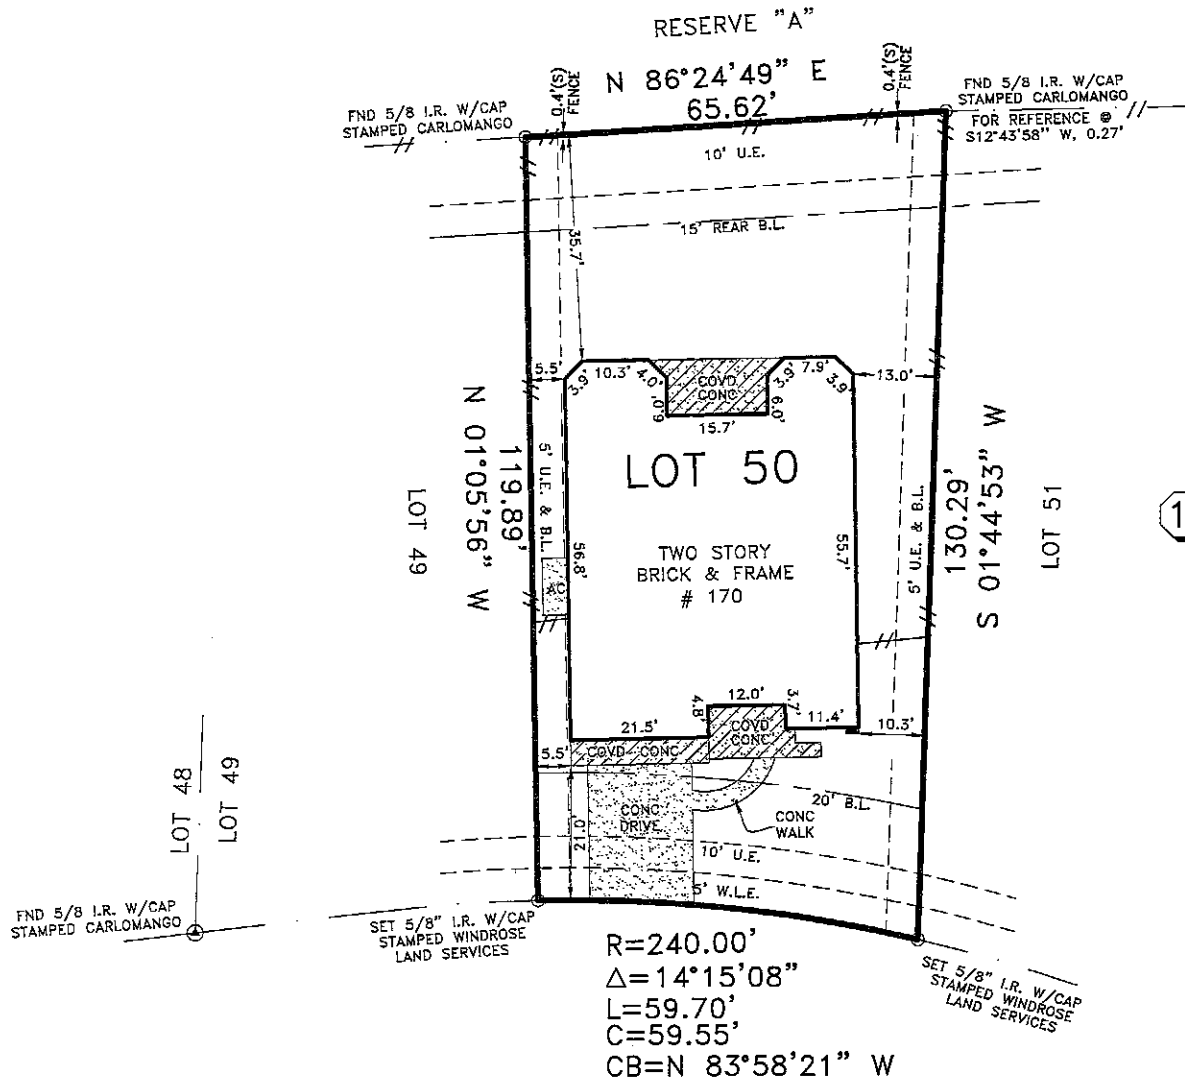 RESERVE "A"
N 86°24'49" E
65.62'
0.4'(S)
FENCE
0.4'(S)
FENCE
FND 5/8 I.R. W/CAP
STAMPED CARLOMANGO
FND 5/8 I.R. W/CAP
STAMPED CARLOMANGO
FOR REFERENCE @
S12°43'58" W, 0.27'
10' U.E.
15' REAR B.L.
35.7'
5.5'
3.9'
10.3'
4.0'
6.0'
COVD
CONC
15.7'
6.0'
3.9'
7.9'
3.9'
13.0'
LOT 50
N 01°05'56" W
119.89'
5' U.E. & B.L.
LOT 49
56.8'
AC
TWO STORY
BRICK & FRAME
# 170
55.7'
5' U.E. & B.L.
130.29'
S 01°44'53" W
LOT 51
1
12.0'
4.8'
3.7'
21.5'
11.4'
10.3'
COVD
CONC
5.5'
COVD CONC
LOT 48
LOT 49
21.0'
CONC
DRIVE
CONC
WALK
20' B.L.
10' U.E.
5' W.L.E.
FND 5/8 I.R. W/CAP
STAMPED CARLOMANGO
SET 5/8" I.R. W/CAP
STAMPED WINDROSE
LAND SERVICES
R=240.00'
Δ=14°15'08"
L=59.70'
C=59.55'
CB=N 83°58'21" W
SET 5/8" I.R. W/CAP
STAMPED WINDROSE
LAND SERVICES